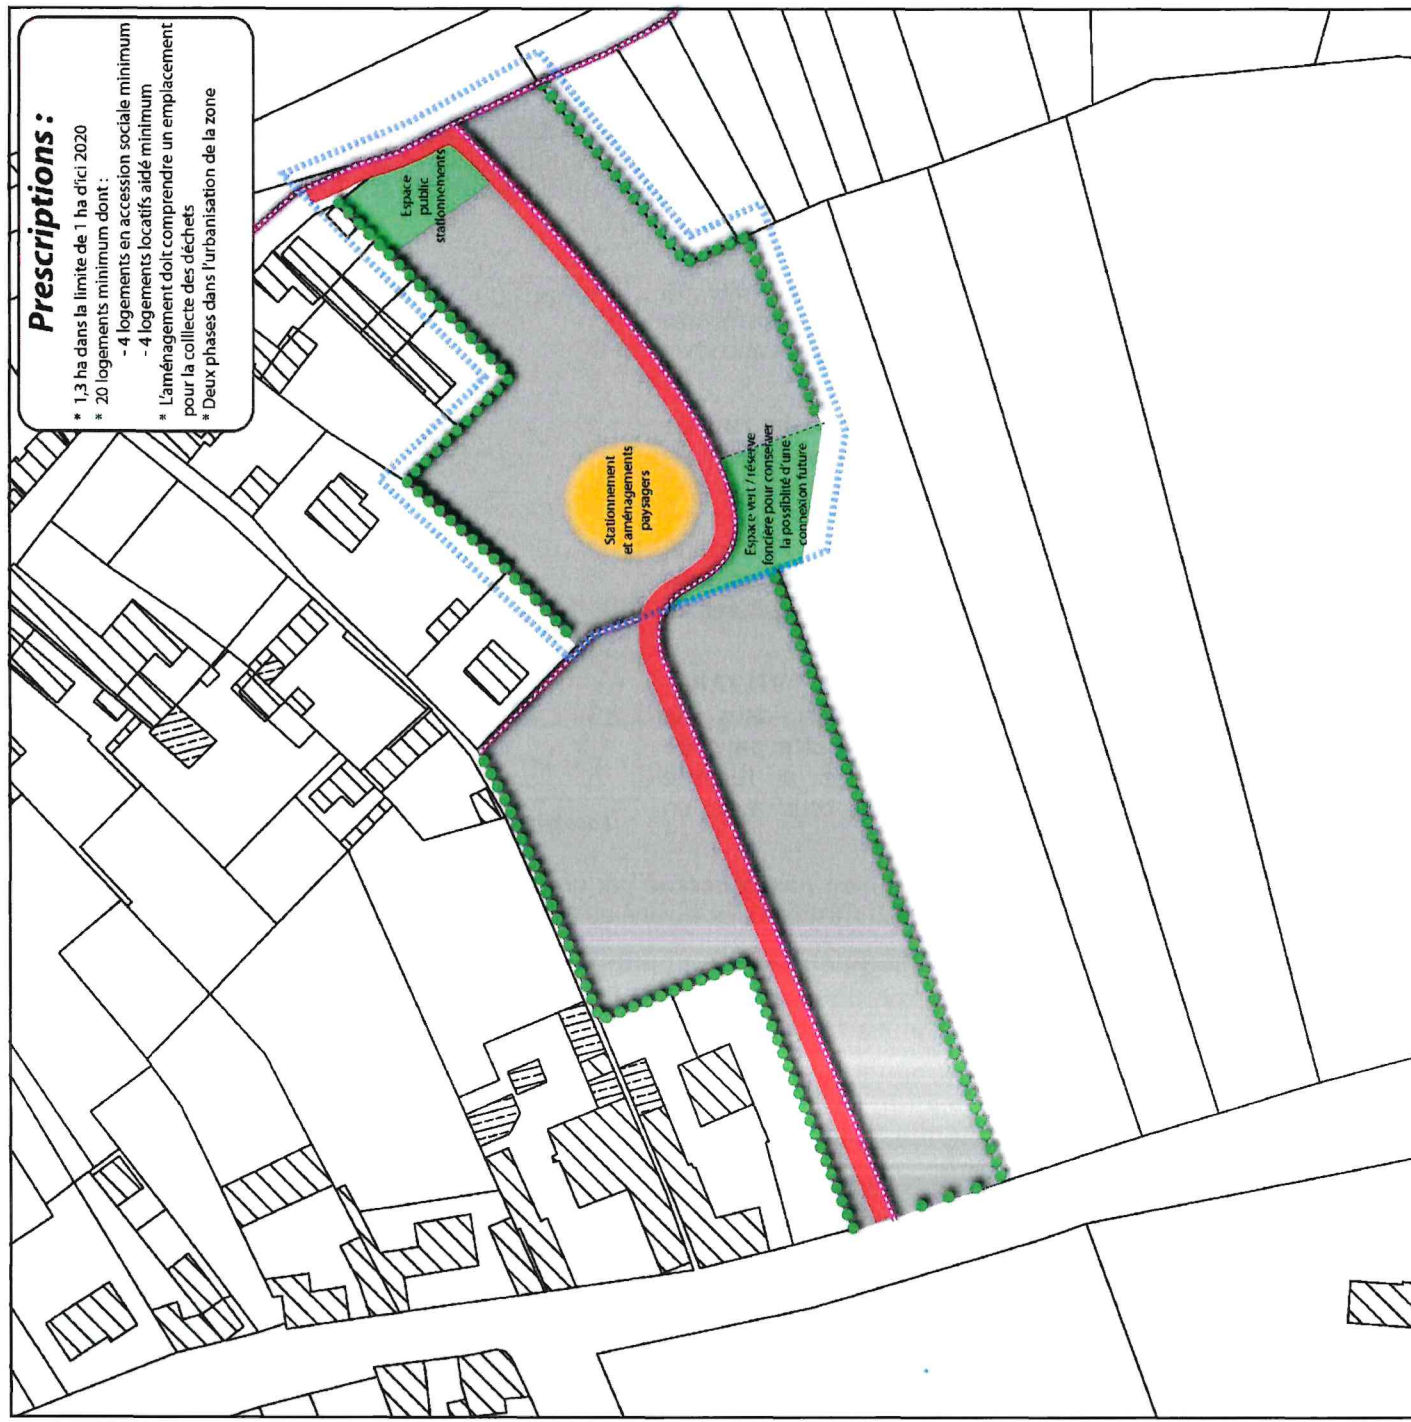 Prescriptions :
* 1,3 ha dans la limite de 1 ha d'ici 2020
* 20 logements minimum dont :
- 4 logements en accession sociale minimum
- 4 logements locatifs aidé minimum
* L'aménagement doit comprendre un emplacement
pour la colllecte des déchets
* Deux phases dans l'urbanisation de la zone
Espace
public
stationnements
Stationnement
et aménagements
paysagers
Espace vert / réserve
foncière pour conserver
la possiblité d'une
connexion future